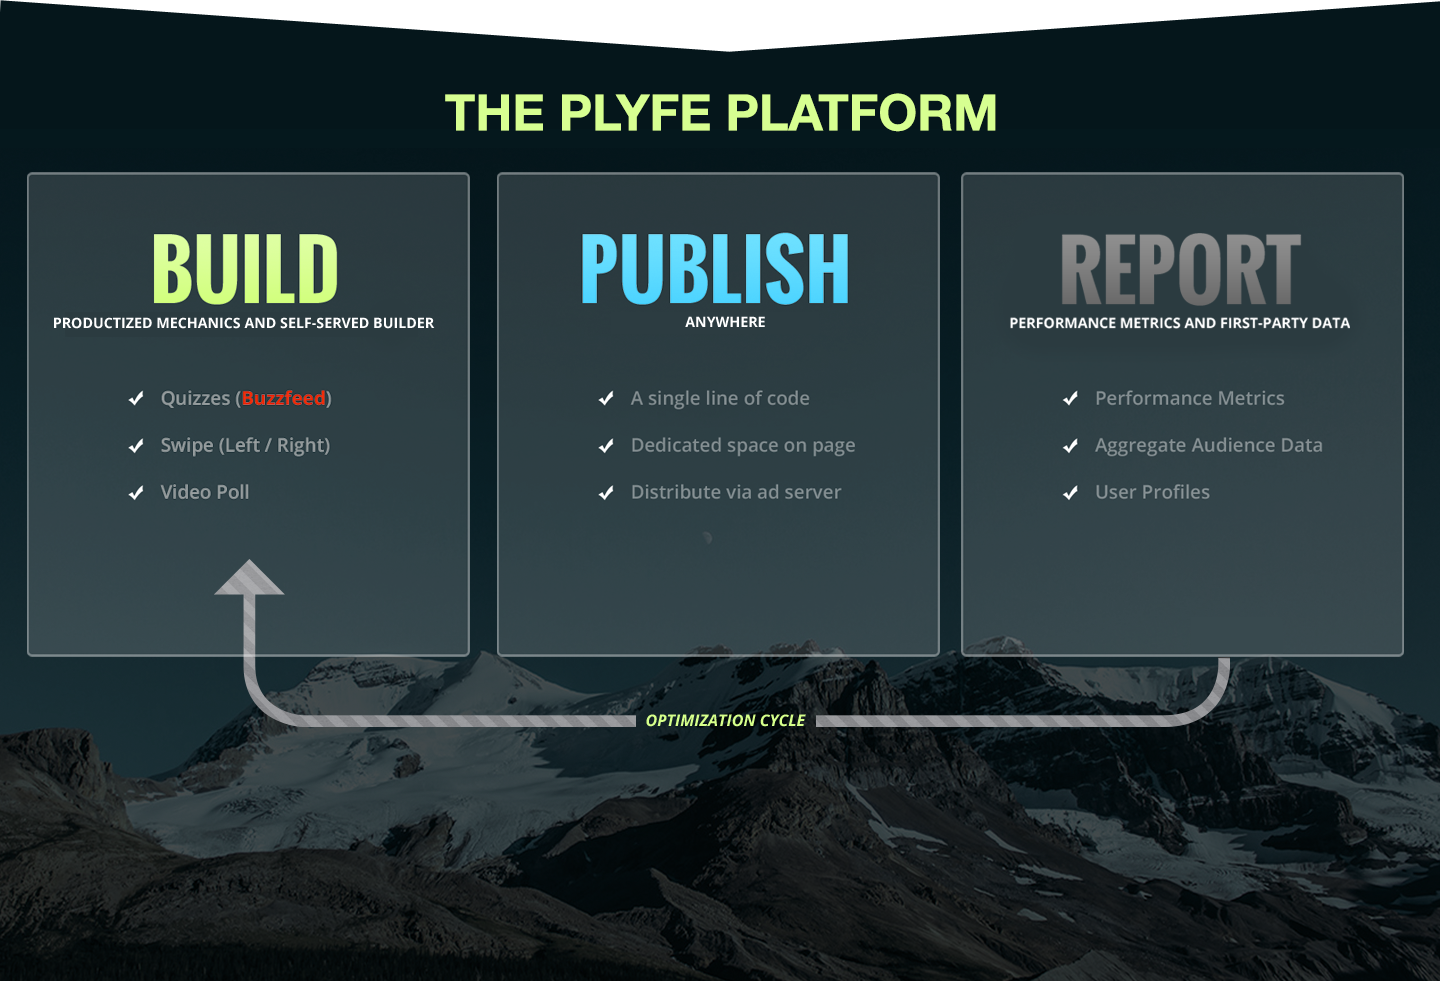 THE PLYFE PLATFORM
BUILD
PRODUCTIZED MECHANICS AND SELF-SERVED BUILDER
Quizzes (Buzzfeed)
Swipe (Left / Right)
Video Poll
PUBLISH
ANYWHERE
A single line of code
Dedicated space on page
Distribute via ad server
REPORT
PERFORMANCE METRICS AND FIRST-PARTY DATA
Performance Metrics
Aggregate Audience Data
User Profiles
OPTIMIZATION CYCLE